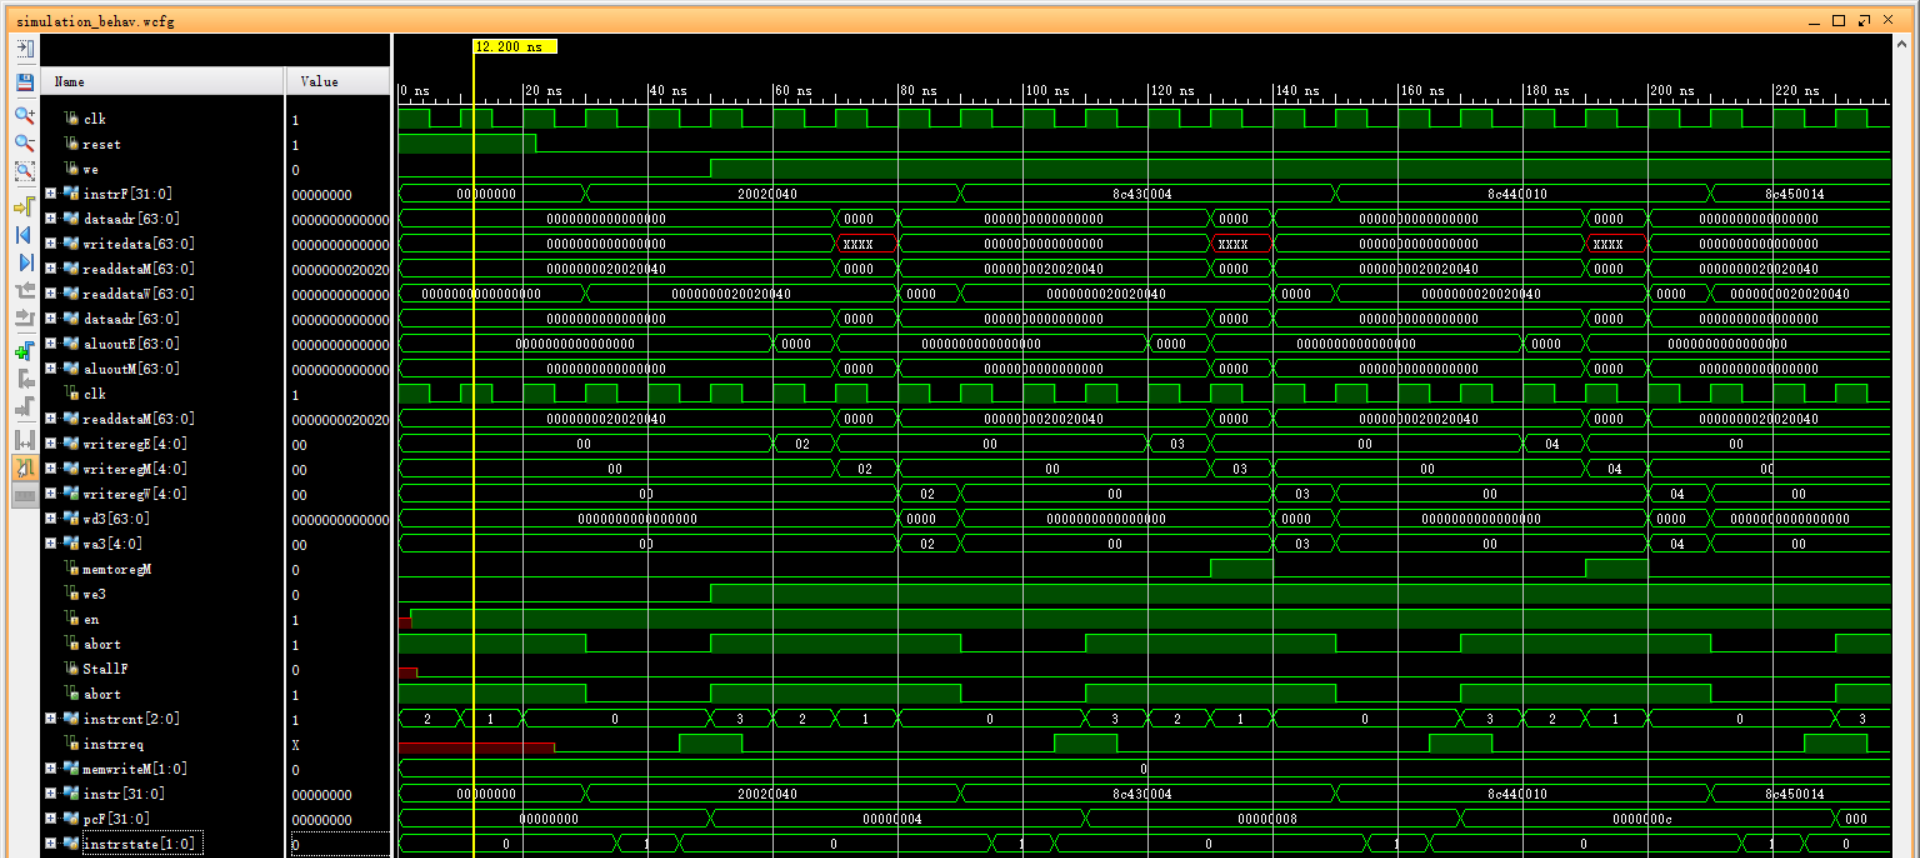 simulation_behav.wcfg
12.200 ns
Name Value
0 ns 20 ns 40 ns 60 ns 80 ns 100 ns 120 ns 140 ns 160 ns 180 ns 200 ns 220 ns
clk 1
reset 1
we 0
instrF[31:0] 00000000 00000000 20020040 8c430004 8c440010 8c450014
dataadr[63:0] 0000000000000 0000000000000000 0000 0000000000000000 0000 0000000000000000 0000 0000000000000000
writedata[63:0] 0000000000000 0000000000000000 XXXX 0000000000000000 XXXX 0000000000000000 XXXX 0000000000000000
readdataM[63:0] 0000000020020 0000000020020040 0000 0000000020020040 0000 0000000020020040 0000 0000000020020040
readdataW[63:0] 0000000000000 0000000000000000 0000000020020040 0000 0000000020020040 0000 0000000020020040 0000 0000000020020040
dataadr[63:0] 0000000000000 0000000000000000 0000 0000000000000000 0000 0000000000000000 0000 0000000000000000
aluoutE[63:0] 0000000000000 0000000000000000 0000 0000000000000000 0000 0000000000000000 0000 0000000000000000
aluoutM[63:0] 0000000000000 0000000000000000 0000 0000000000000000 0000 0000000000000000 0000 0000000000000000
clk 1
readdataM[63:0] 0000000020020 0000000020020040 0000 0000000020020040 0000 0000000020020040 0000 0000000020020040
writeregE[4:0] 00 00 02 00 03 00 04 00
writeregM[4:0] 00 00 02 00 03 00 04 00
writeregW[4:0] 00 00 02 00 03 00 04 00
wd3[63:0] 0000000000000 0000000000000000 0000 0000000000000000 0000 0000000000000000 0000 0000000000000000
wa3[4:0] 00 00 02 00 03 00 04 00
memtoregM 0
we3 0
en 1
abort 1
StallF 0
abort 1
instrcnt[2:0] 1 2 1 0 3 2 1 0 3 2 1 0 3 2 1 0 3
instrreq X
memwriteM[1:0] 0 0
instr[31:0] 00000000 00000000 20020040 8c430004 8c440010 8c450014
pcF[31:0] 00000000 00000000 00000004 00000008 0000000c 000
instrstate[1:0] 0 0 1 0 1 0 1 0 1 0